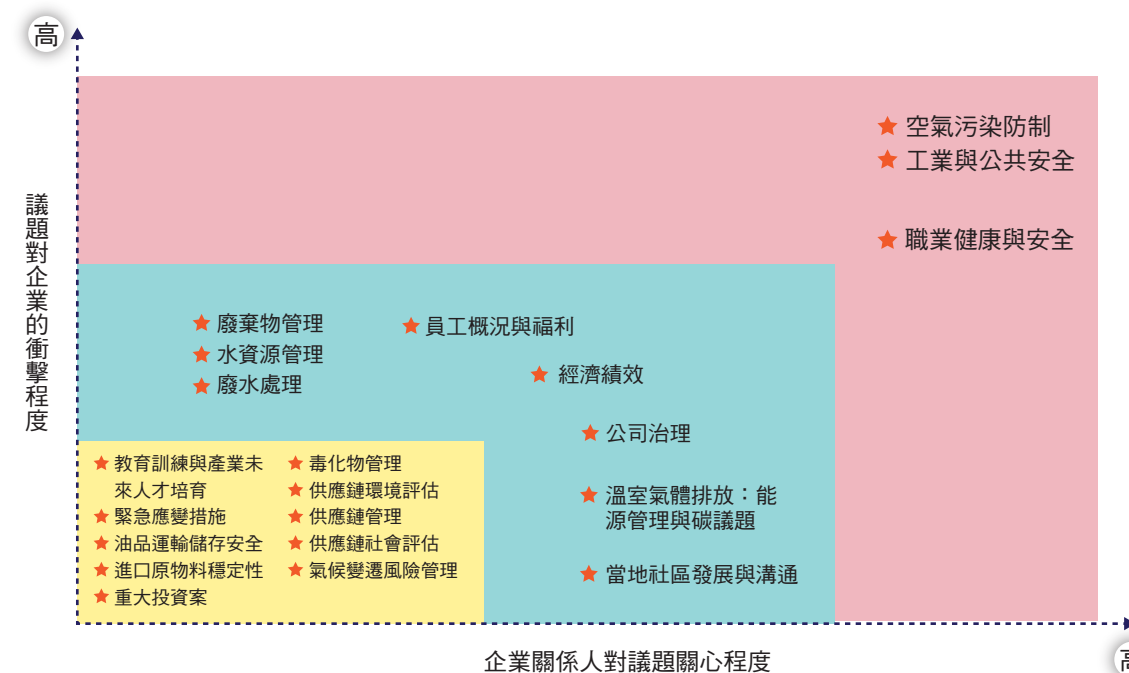 高
議題對企業的衝擊程度
空氣污染防制
工業與公共安全
職業健康與安全
廢棄物管理
水資源管理
廢水處理
員工概況與福利
經濟績效
公司治理
溫室氣體排放：能
源管理與碳議題
當地社區發展與溝通
教育訓練與產業未
來人才培育
緊急應變措施
油品運輸儲存安全
進口原物料穩定性
重大投資案
毒化物管理
供應鏈環境評估
供應鏈管理
供應鏈社會評估
氣候變遷風險管理
企業關係人對議題關心程度
高